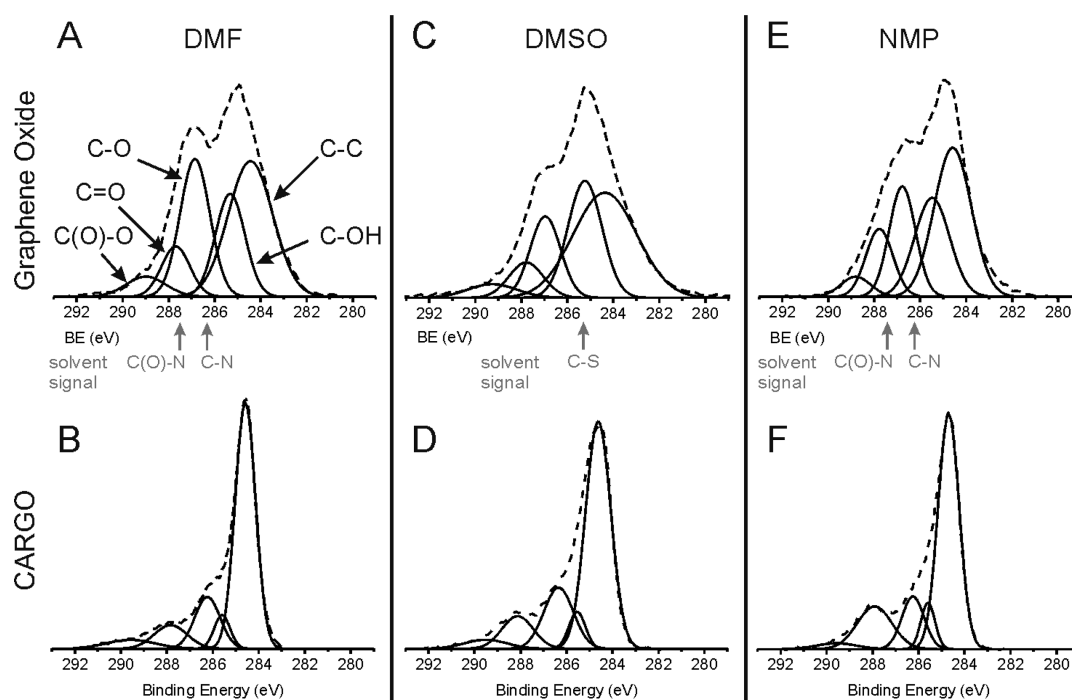 A
DMF
C
DMSO
E
NMP
Graphene Oxide
C-O
C=O
C(O)-O
C-C
C-OH
292 290 288 286 284 282 280
BE (eV)
solvent signal
C(O)-N
C-N
292 290 288 286 284 282 280
BE (eV)
solvent signal
C-S
292 290 288 286 284 282 280
BE (eV)
solvent signal
C(O)-N
C-N
CARGO
B
292 290 288 286 284 282 280
Binding Energy (eV)
D
292 290 288 286 284 282 280
Binding Energy (eV)
F
292 290 288 286 284 282 280
Binding Energy (eV)